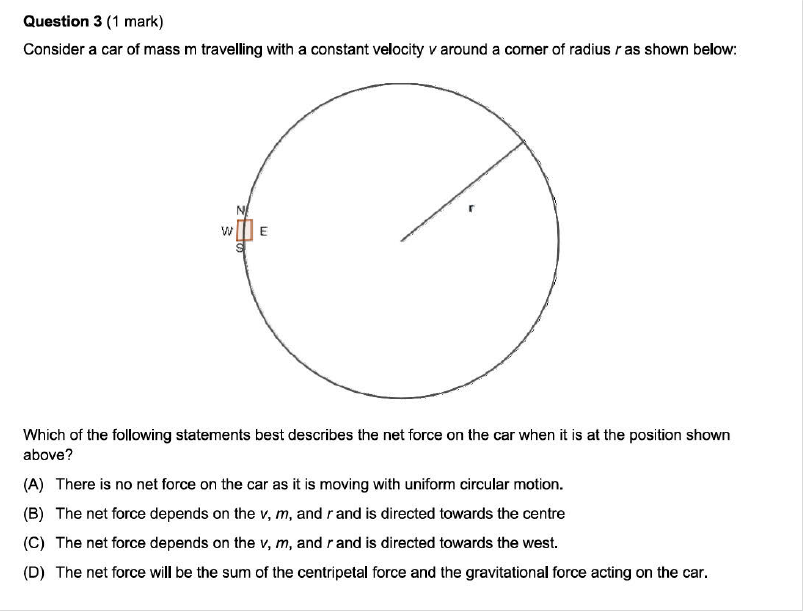 Question 3 (1 mark)
Consider a car of mass m travelling with a constant velocity v around a corner of radius r as shown below:
N
W E
S
r
Which of the following statements best describes the net force on the car when it is at the position shown
above?
(A) There is no net force on the car as it is moving with uniform circular motion.
(B) The net force depends on the v, m, and r and is directed towards the centre
(C) The net force depends on the v, m, and r and is directed towards the west.
(D) The net force will be the sum of the centripetal force and the gravitational force acting on the car.